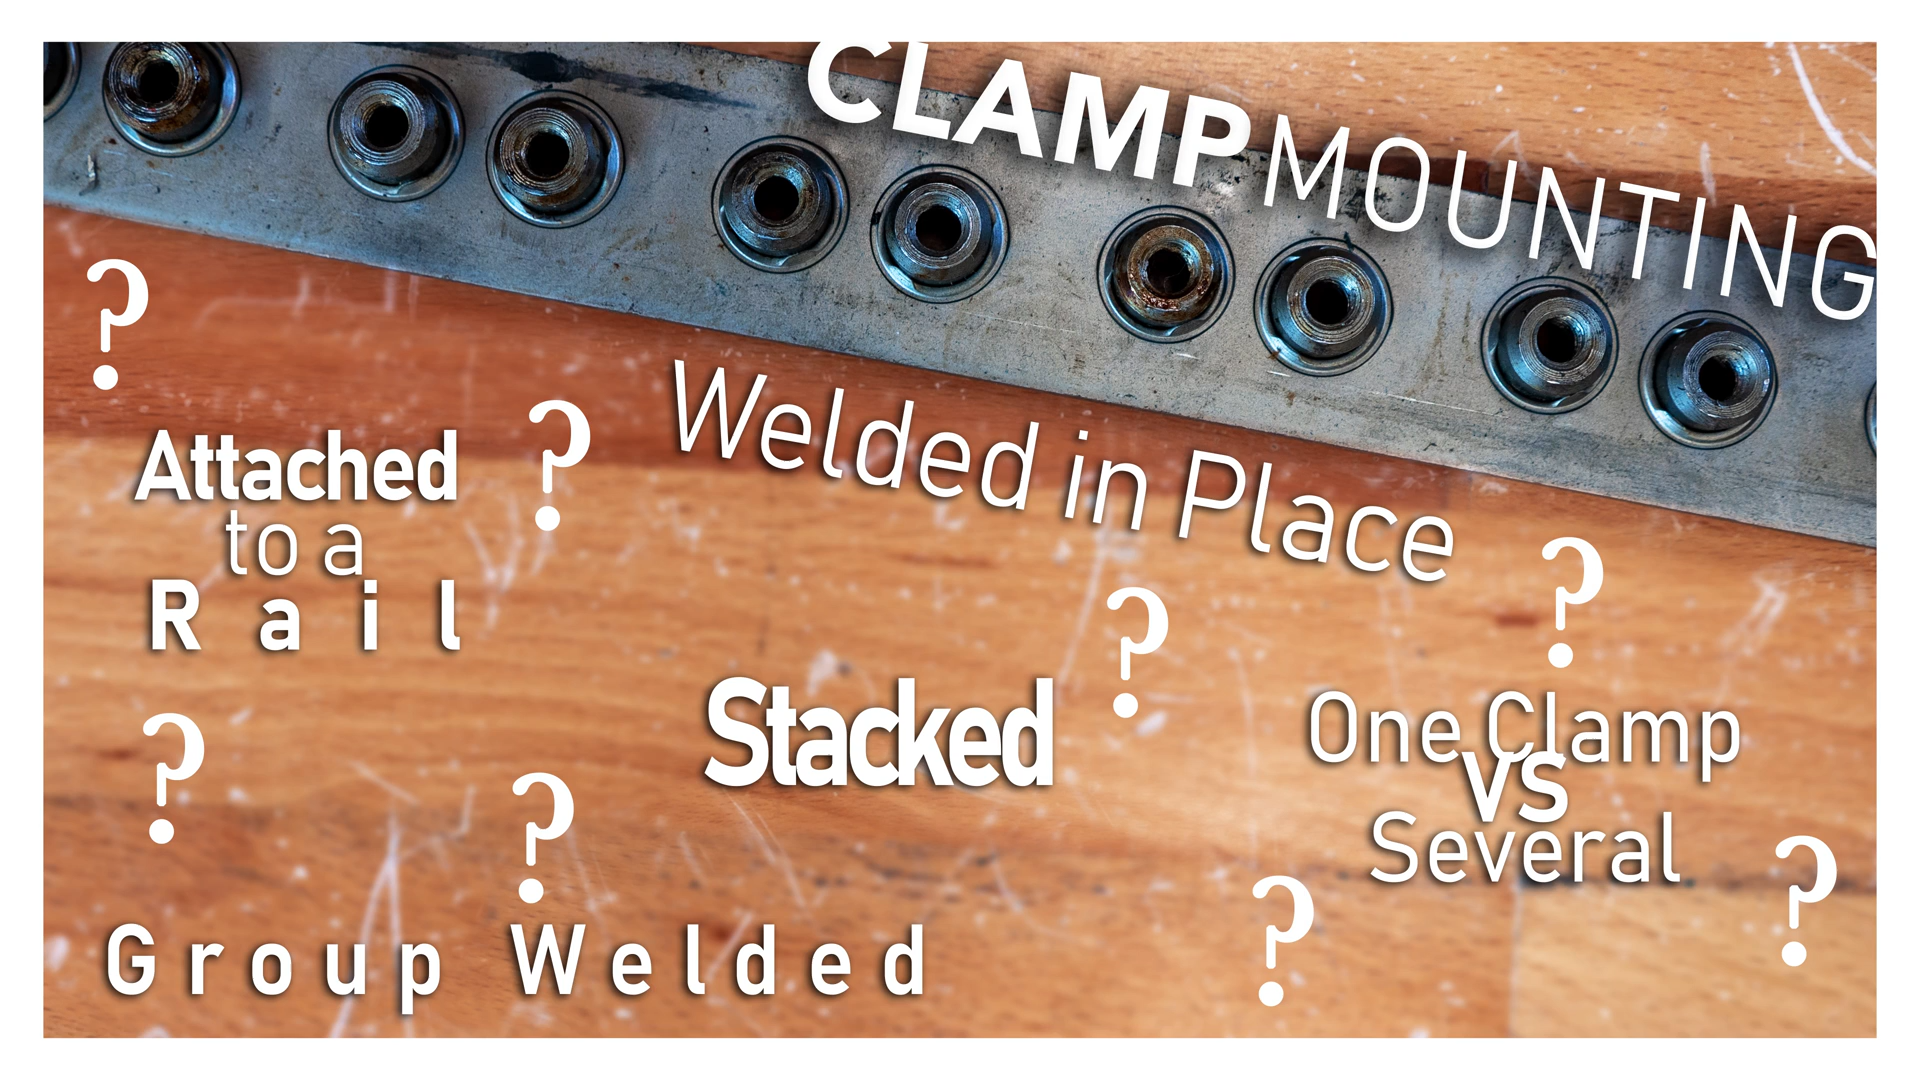 CLAMP MOUNTING
?
?
Welded in Place
Attached
to a
Rail
?
?
Stacked
One Clamp
VS
Several
?
?
?
?
Group Welded